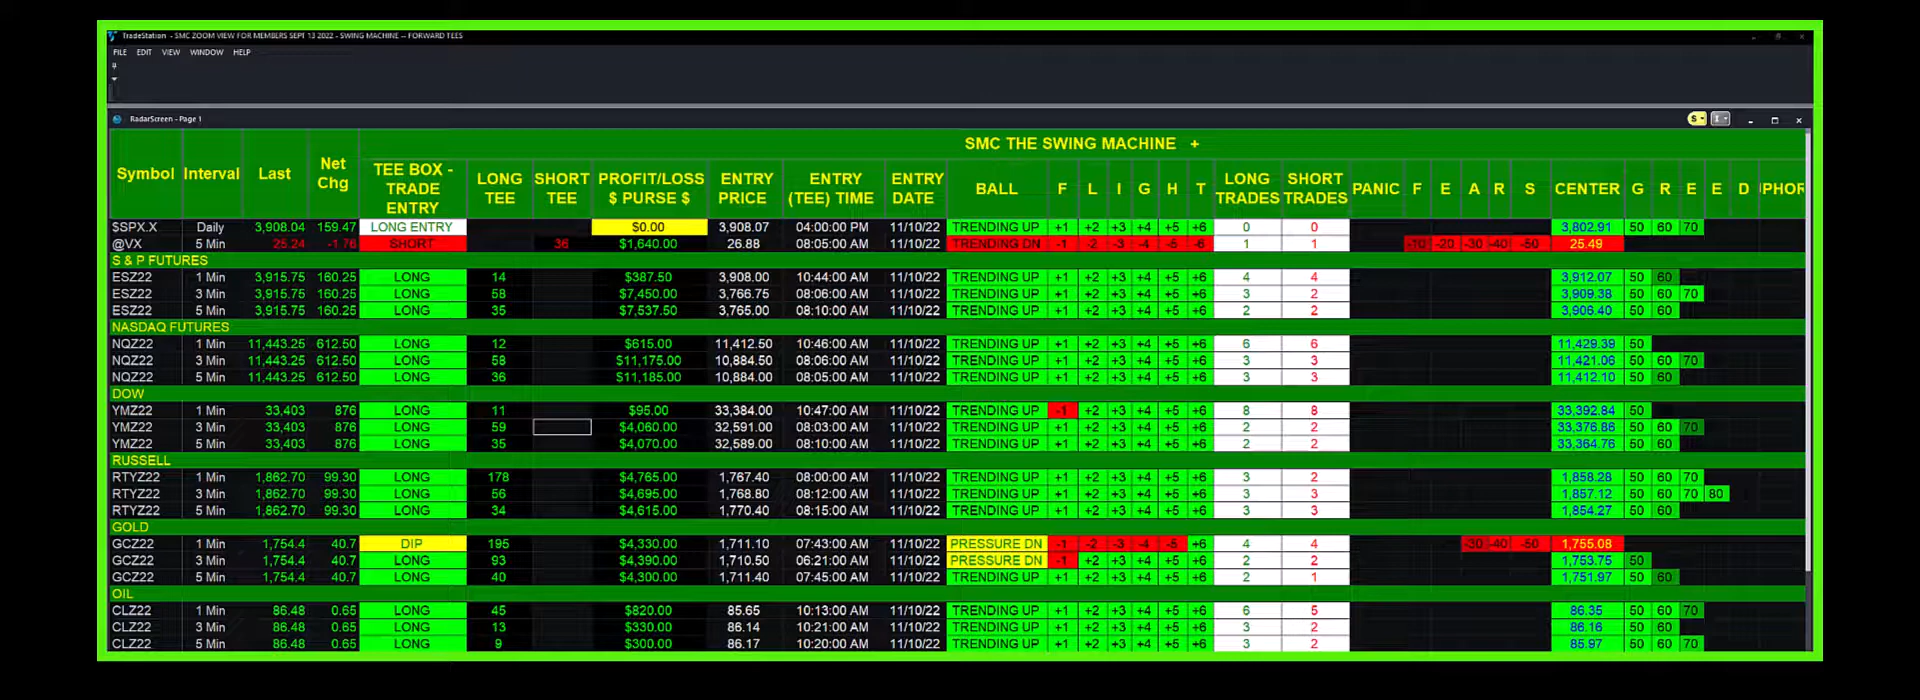 TradeStation - SMC ZOOM VIEW FOR MEMBERS SEPT 13 2022 - SWING MACHINE -- FORWARD TEES
FILE EDIT VIEW WINDOW HELP
RadarScreen - Page 1
SMC THE SWING MACHINE +
Symbol Interval Last Net Chg TEE BOX - TRADE ENTRY LONG TEE SHORT TEE PROFIT/LOSS $ PURSE $ ENTRY PRICE ENTRY (TEE) TIME ENTRY DATE BALL F L I G H T LONG TRADES SHORT TRADES PANIC F E A R S CENTER G R E E D UPHOR
$SPX.X Daily 3,908.04 159.47 LONG ENTRY $0.00 3,908.07 04:00:00 PM 11/10/22 TRENDING UP +1 +2 +3 +4 +5 +6 0 0 3,802.91 50 60 70
@VX 5 Min 25.24 -1.76 SHORT 36 $1,640.00 26.88 08:05:00 AM 11/10/22 TRENDING DN -1 -2 -3 -4 -5 -6 1 1 -10 -20 -30 -40 -50 25.49
S & P FUTURES
ESZ22 1 Min 3,915.75 160.25 LONG 14 $387.50 3,908.00 10:44:00 AM 11/10/22 TRENDING UP +1 +2 +3 +4 +5 +6 4 4 3,912.07 50 60
ESZ22 3 Min 3,915.75 160.25 LONG 58 $7,450.00 3,766.75 08:06:00 AM 11/10/22 TRENDING UP +1 +2 +3 +4 +5 +6 3 2 3,909.38 50 60 70
ESZ22 5 Min 3,915.75 160.25 LONG 35 $7,537.50 3,765.00 08:10:00 AM 11/10/22 TRENDING UP +1 +2 +3 +4 +5 +6 2 2 3,906.40 50 60
NASDAQ FUTURES
NQZ22 1 Min 11,443.25 612.50 LONG 12 $615.00 11,412.50 10:46:00 AM 11/10/22 TRENDING UP +1 +2 +3 +4 +5 +6 6 6 11,429.39 50
NQZ22 3 Min 11,443.25 612.50 LONG 58 $11,175.00 10,884.50 08:06:00 AM 11/10/22 TRENDING UP +1 +2 +3 +4 +5 +6 3 3 11,421.06 50 60 70
NQZ22 5 Min 11,443.25 612.50 LONG 36 $11,185.00 10,884.00 08:05:00 AM 11/10/22 TRENDING UP +1 +2 +3 +4 +5 +6 3 3 11,412.10 50 60
DOW
YMZ22 1 Min 33,403 876 LONG 11 $95.00 33,384.00 10:47:00 AM 11/10/22 TRENDING UP -1 +2 +3 +4 +5 +6 8 8 33,392.84 50
YMZ22 3 Min 33,403 876 LONG 59 $4,060.00 32,591.00 08:03:00 AM 11/10/22 TRENDING UP +1 +2 +3 +4 +5 +6 2 2 33,376.86 50 60 70
YMZ22 5 Min 33,403 876 LONG 35 $4,070.00 32,589.00 08:10:00 AM 11/10/22 TRENDING UP +1 +2 +3 +4 +5 +6 2 2 33,364.76 50 60
RUSSELL
RTYZ22 1 Min 1,862.70 99.30 LONG 178 $4,765.00 1,767.40 08:00:00 AM 11/10/22 TRENDING UP +1 +2 +3 +4 +5 +6 3 2 1,858.28 50 60 70
RTYZ22 3 Min 1,862.70 99.30 LONG 56 $4,695.00 1,768.80 08:12:00 AM 11/10/22 TRENDING UP +1 +2 +3 +4 +5 +6 3 3 1,857.12 50 60 70 80
RTYZ22 5 Min 1,862.70 99.30 LONG 34 $4,615.00 1,770.40 08:15:00 AM 11/10/22 TRENDING UP +1 +2 +3 +4 +5 +6 3 3 1,854.27 50 60
GOLD
GCZ22 1 Min 1,754.4 40.7 DIP 195 $4,330.00 1,711.10 07:43:00 AM 11/10/22 PRESSURE DN -1 -2 -3 -4 -5 +6 4 4 -30 -40 -50 1,755.08
GCZ22 3 Min 1,754.4 40.7 LONG 93 $4,390.00 1,710.50 06:21:00 AM 11/10/22 PRESSURE DN -1 +2 +3 +4 +5 +6 2 2 1,753.75 50
GCZ22 5 Min 1,754.4 40.7 LONG 40 $4,300.00 1,711.40 07:45:00 AM 11/10/22 TRENDING UP +1 +2 +3 +4 +5 +6 2 1 1,751.97 50 60
OIL
CLZ22 1 Min 86.48 0.65 LONG 45 $820.00 85.65 10:13:00 AM 11/10/22 TRENDING UP +1 +2 +3 +4 +5 +6 6 5 86.35 50 60 70
CLZ22 3 Min 86.48 0.65 LONG 13 $330.00 86.14 10:21:00 AM 11/10/22 TRENDING UP +1 +2 +3 +4 +5 +6 3 2 86.16 50 60
CLZ22 5 Min 86.48 0.65 LONG 9 $300.00 86.17 10:20:00 AM 11/10/22 TRENDING UP +1 +2 +3 +4 +5 +6 3 2 85.97 50 60 70